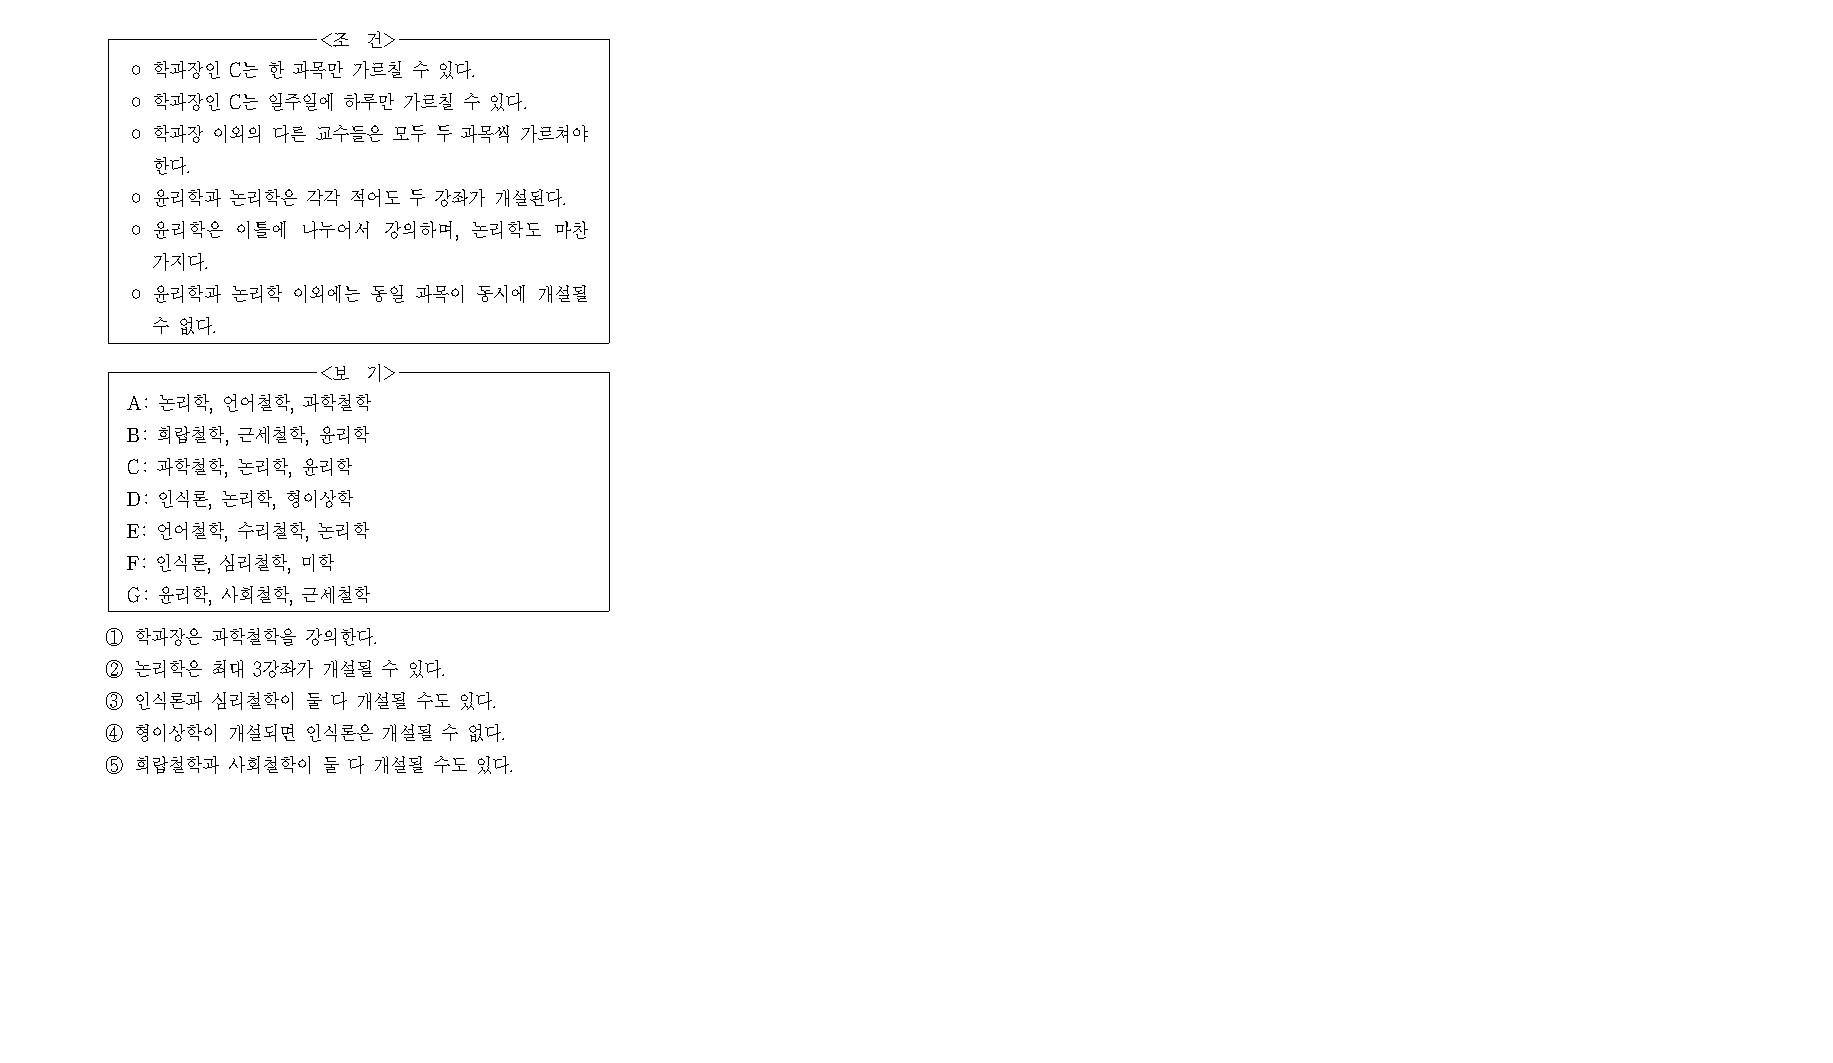 <조 건>
○ 학과장인 C는 한 과목만 가르칠 수 있다.
○ 학과장인 C는 일주일에 하루만 가르칠 수 있다.
○ 학과장 이외의 다른 교수들은 모두 두 과목씩 가르쳐야
한다.
○ 윤리학과 논리학은 각각 적어도 두 강좌가 개설된다.
○ 윤리학은 이틀에 나누어서 강의하며, 논리학도 마찬
가지다.
○ 윤리학과 논리학 이외에는 동일 과목이 동시에 개설될
수 없다.
<보 기>
A: 논리학, 언어철학, 과학철학
B: 희랍철학, 근세철학, 윤리학
C: 과학철학, 논리학, 윤리학
D: 인식론, 논리학, 형이상학
E: 언어철학, 수리철학, 논리학
F: 인식론, 심리철학, 미학
G: 윤리학, 사회철학, 근세철학
① 학과장은 과학철학을 강의한다.
② 논리학은 최대 3강좌가 개설될 수 있다.
③ 인식론과 심리철학이 둘 다 개설될 수도 있다.
④ 형이상학이 개설되면 인식론은 개설될 수 없다.
⑤ 희랍철학과 사회철학이 둘 다 개설될 수도 있다.